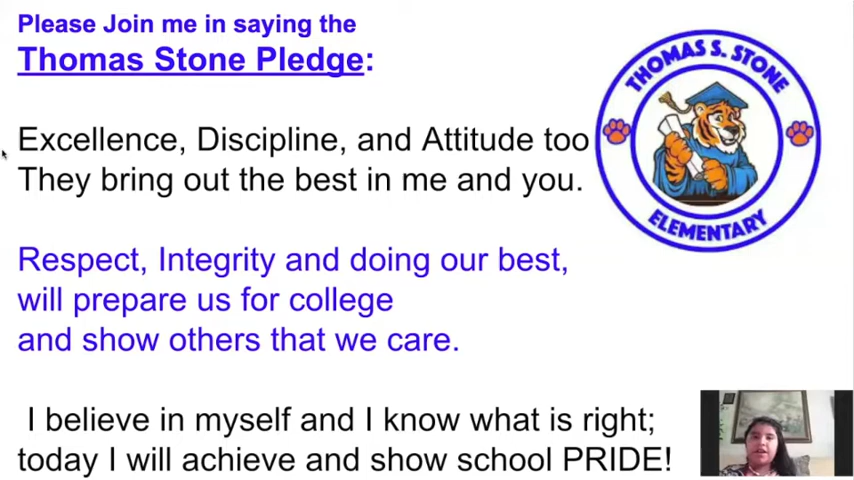 Please Join me in saying the
Thomas Stone Pledge:
Excellence, Discipline, and Attitude too
They bring out the best in me and you.
Respect, Integrity and doing our best,
will prepare us for college
and show others that we care.
I believe in myself and I know what is right;
today I will achieve and show school PRIDE!
THOMAS S. STONE
ELEMENTARY